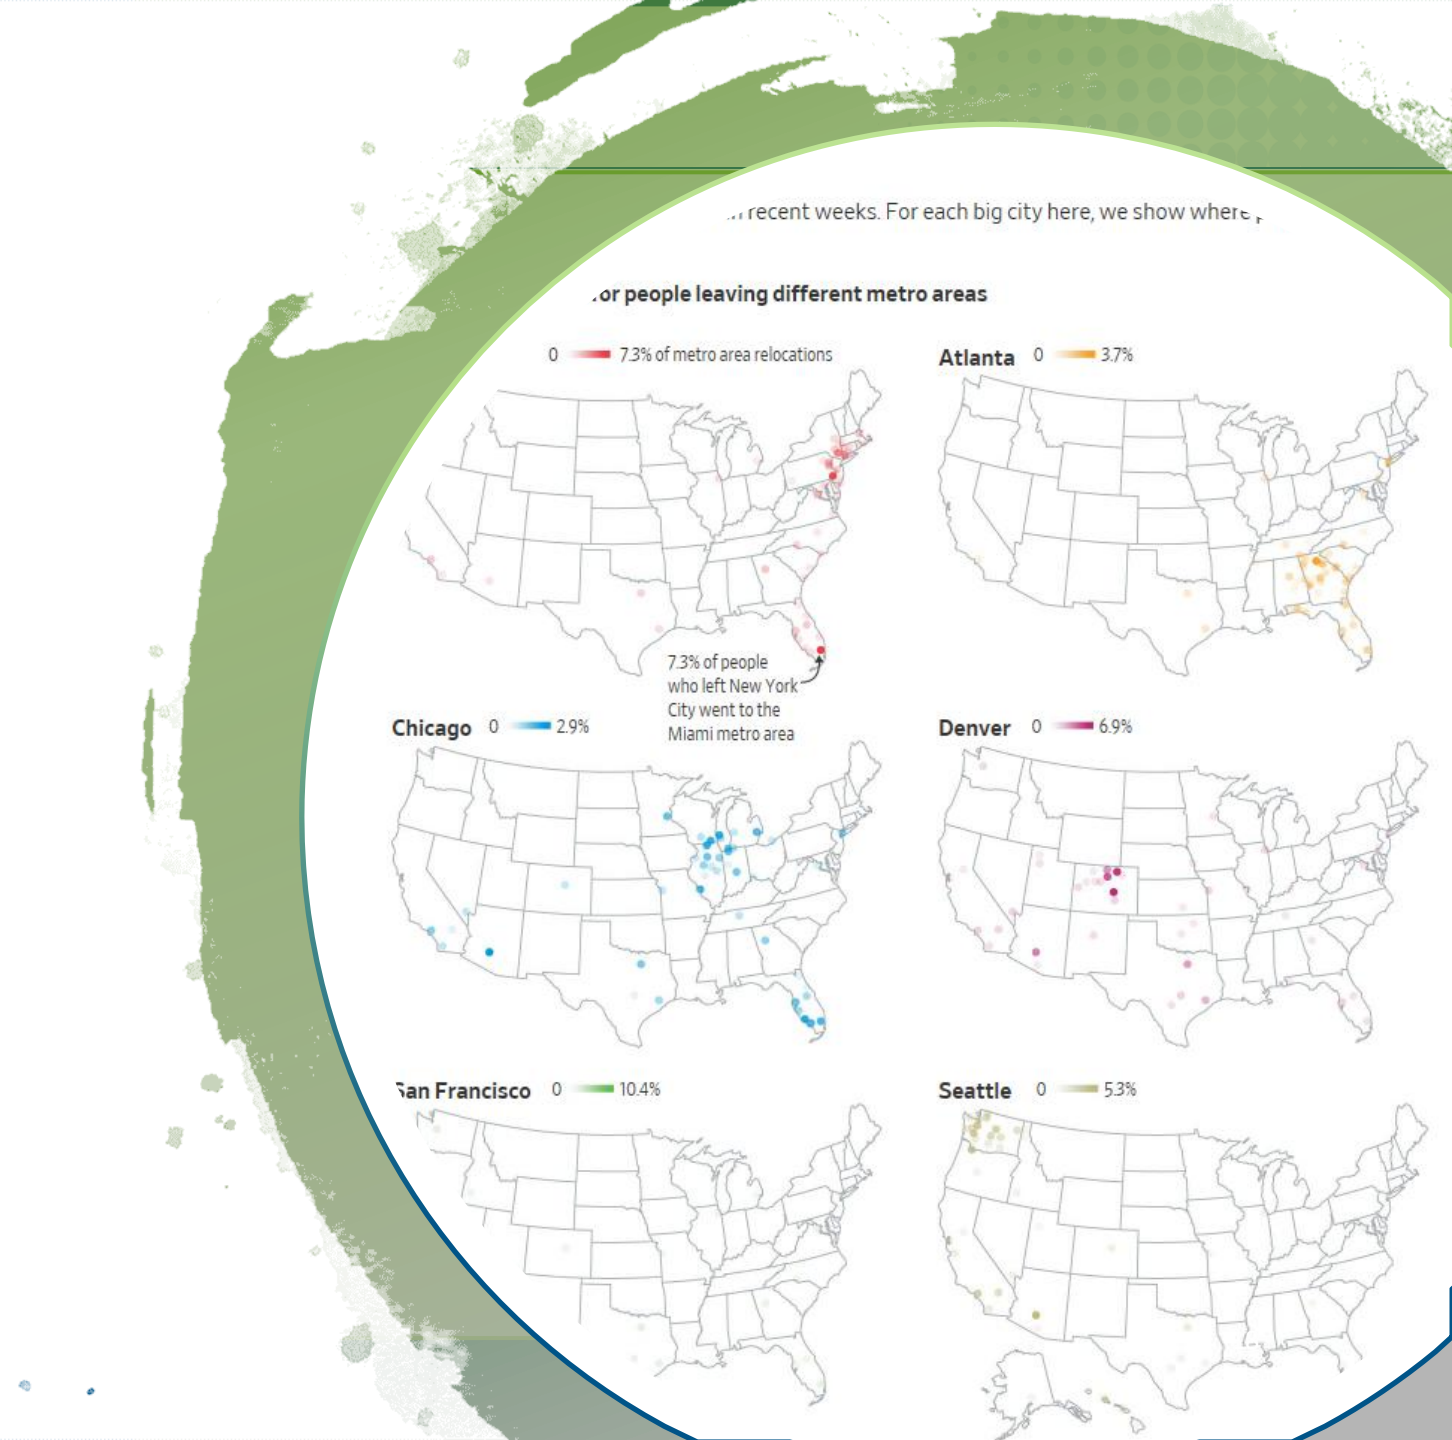 recent weeks. For each big city here, we show where
or people leaving different metro areas
0 7.3% of metro area relocations
Atlanta 0 3.7%
7.3% of people
who left New York
City went to the
Miami metro area
Chicago 0 2.9%
Denver 0 6.9%
San Francisco 0 10.4%
Seattle 0 5.3%